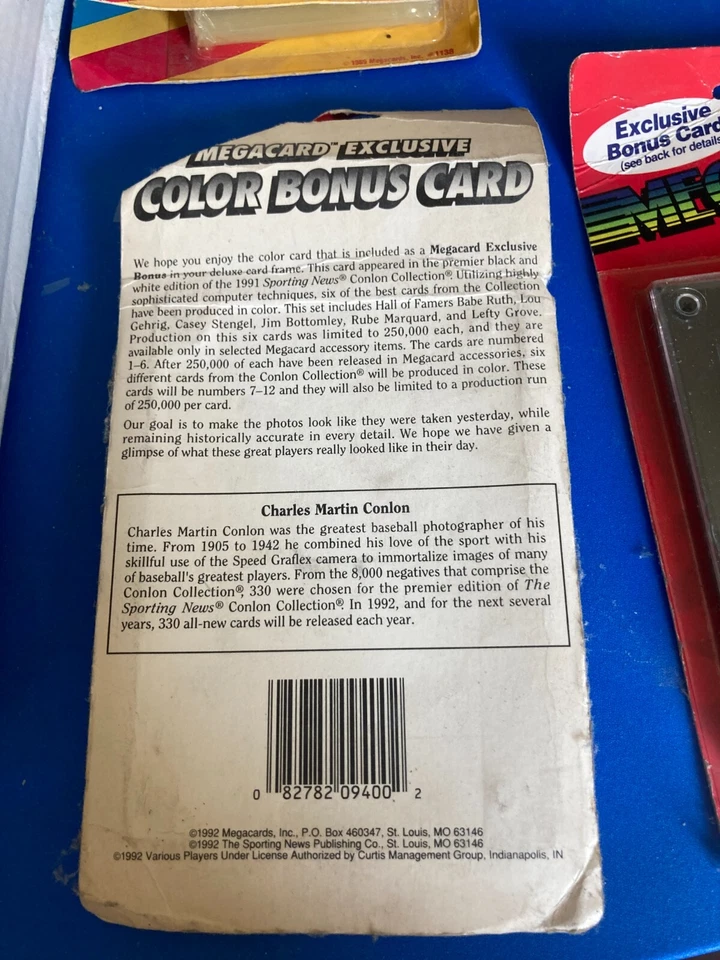 ©1989 Megacards, Inc. #1138
MEGACARD™ EXCLUSIVE
COLOR BONUS CARD
We hope you enjoy the color card that is included as a Megacard Exclusive
Bonus in your deluxe card frame. This card appeared in the premier black and
white edition of the 1991 Sporting News® Conlon Collection®. Utilizing highly
sophisticated computer techniques, six of the best cards from the Collection
have been produced in color. This set includes Hall of Famers Babe Ruth, Lou
Gehrig, Casey Stengel, Jim Bottomley, Rube Marquard, and Lefty Grove.
Production on this six cards was limited to 250,000 each, and they are
available only in selected Megacard accessory items. The cards are numbered
1–6. After 250,000 of each have been released in Megacard accessories, six
different cards from the Conlon Collection® will be produced in color. These
cards will be numbers 7–12 and they will also be limited to a production run
of 250,000 per card.
Our goal is to make the photos look like they were taken yesterday, while
remaining historically accurate in every detail. We hope we have given a
glimpse of what these great players really looked like in their day.
Charles Martin Conlon
Charles Martin Conlon was the greatest baseball photographer of his
time. From 1905 to 1942 he combined his love of the sport with his
skillful use of the Speed Graflex camera to immortalize images of many
of baseball's greatest players. From the 8,000 negatives that comprise the
Conlon Collection®, 330 were chosen for the premier edition of The
Sporting News® Conlon Collection®. In 1992, and for the next several
years, 330 all-new cards will be released each year.
0 82782 09400 2
©1992 Megacards, Inc., P.O. Box 460347, St. Louis, MO 63146
©1992 The Sporting News Publishing Co., St. Louis, MO 63146
©1992 Various Players Under License Authorized by Curtis Management Group, Indianapolis, IN
Exclusive
Bonus Card
(see back for details
MEG